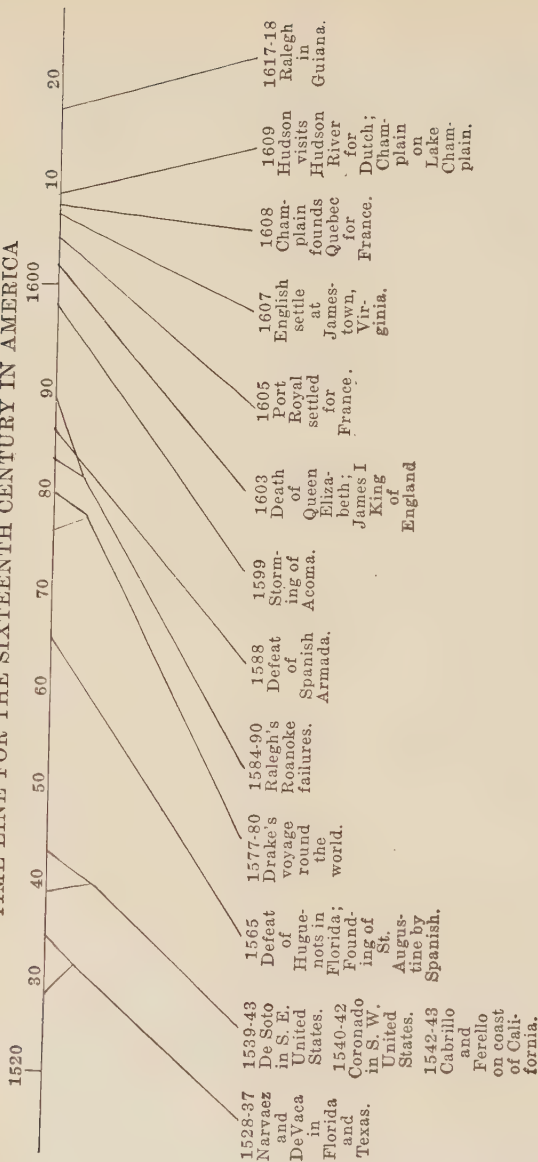 TIME LINE FOR THE SIXTEENTH CENTURY IN AMERICA
1520
30
40
50
60
70
80
90
1600
10
20
1528-37
Narvaez
and
DeVaca
in
Florida
and
Texas.
1539-43
De Soto
in S. E.
United
States.
1540-42
Coronado
in S. W.
United
States.
1542-43
Cabrillo
and
Ferello
on coast
of Cali-
fornia.
1565
Defeat
of
Hugue-
nots in
Florida;
Found-
ing of
St.
Augus-
tine by
Spanish.
1577-80
Drake's
voyage
round
the
world.
1584-90
Ralegh's
Roanoke
failures.
1588
Defeat
of
Spanish
Armada.
1599
Storm-
ing of
Acoma.
1603
Death
of
Queen
Eliza-
beth;
James I
King
of
England
1605
Port
Royal
settled
for
France.
1607
English
settle
at
James-
town,
Vir-
ginia.
1608
Cham-
plain
founds
Quebec
for
France.
1609
Hudson
visits
Hudson
River
for
Dutch;
Cham-
plain
on
Lake
Cham-
plain.
1617-18
Ralegh
in
Guiana.